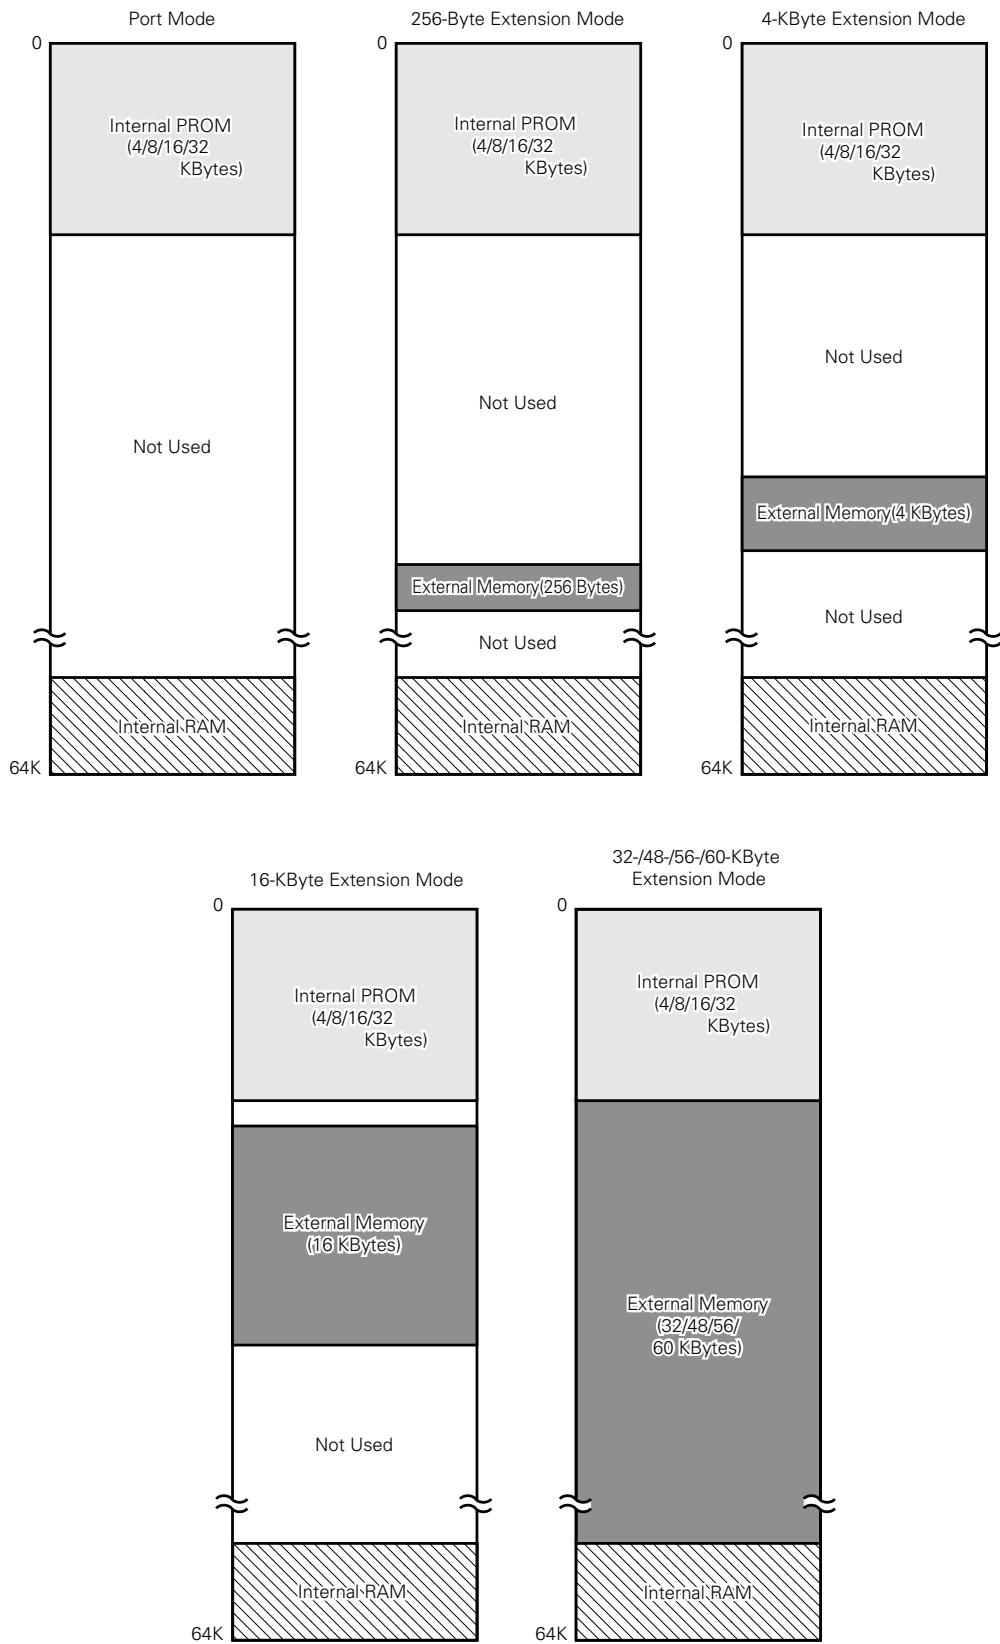 Port Mode
0
Internal PROM
(4/8/16/32
KBytes)
Not Used
Internal RAM
64K
256-Byte Extension Mode
0
Internal PROM
(4/8/16/32
KBytes)
Not Used
External Memory(256 Bytes)
Not Used
Internal RAM
64K
4-KByte Extension Mode
0
Internal PROM
(4/8/16/32
KBytes)
Not Used
External Memory(4 KBytes)
Not Used
Internal RAM
64K
16-KByte Extension Mode
0
Internal PROM
(4/8/16/32
KBytes)
External Memory
(16 KBytes)
Not Used
Internal RAM
64K
32-/48-/56-/60-KByte
Extension Mode
0
Internal PROM
(4/8/16/32
KBytes)
External Memory
(32/48/56/
60 KBytes)
Internal RAM
64K